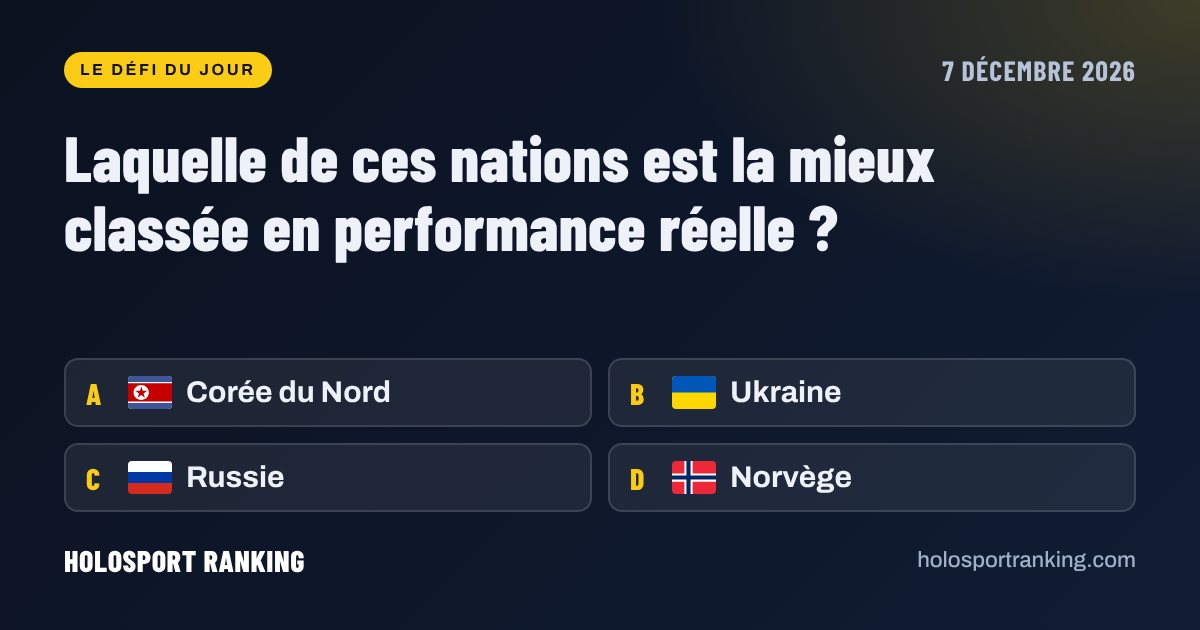 LE DÉFI DU JOUR
7 DÉCEMBRE 2026
Laquelle de ces nations est la mieux
classée en performance réelle ?
A Corée du Nord
B Ukraine
C Russie
D Norvège
HOLOSPORT RANKING
holosportranking.com